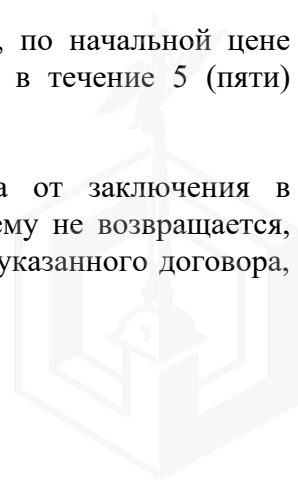 , по начальной цене
в течение 5 (пяти)
а от заключения в
ему не возвращается,
указанного договора,